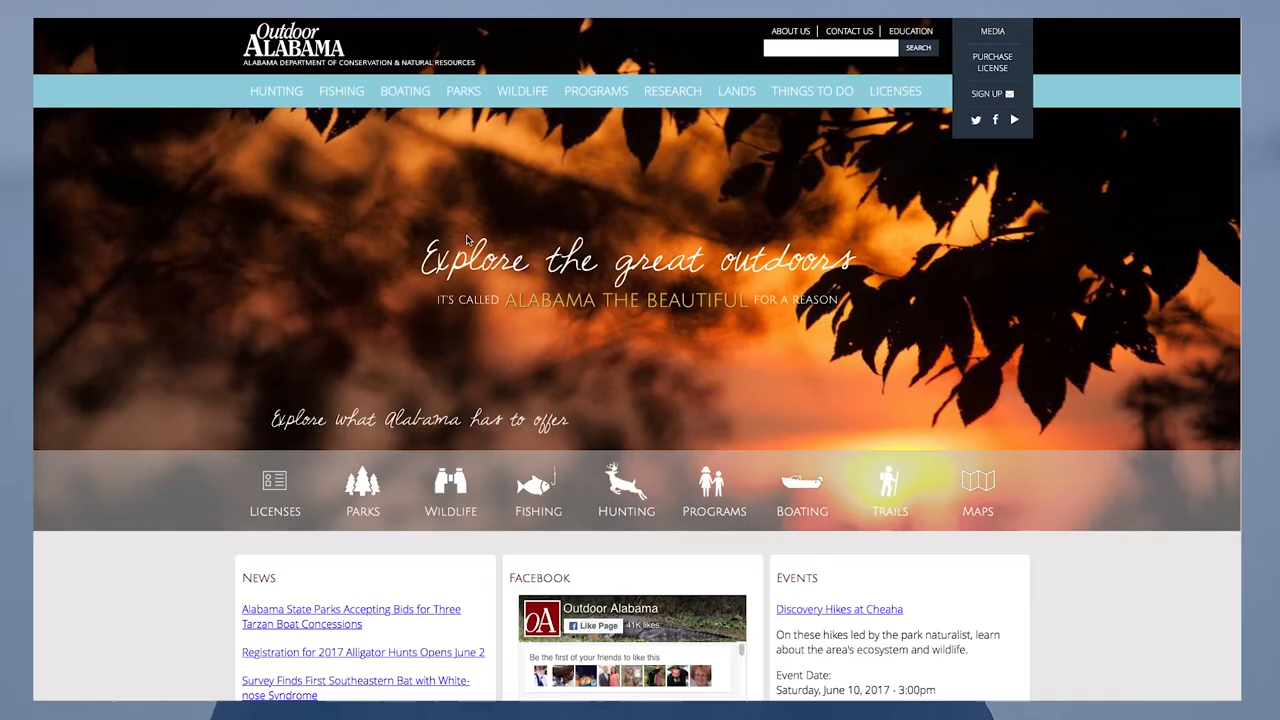 Outdoor
ALABAMA
ALABAMA DEPARTMENT OF CONSERVATION & NATURAL RESOURCES
ABOUT US
CONTACT US
EDUCATION
SEARCH
MEDIA
PURCHASE
LICENSE
SIGN UP
HUNTING
FISHING
BOATING
PARKS
WILDLIFE
PROGRAMS
RESEARCH
LANDS
THINGS TO DO
LICENSES
Explore the great outdoors
IT'S CALLED ALABAMA THE BEAUTIFUL FOR A REASON
Explore what Alabama has to offer
LICENSES
PARKS
WILDLIFE
FISHING
HUNTING
PROGRAMS
BOATING
TRAILS
MAPS
NEWS
Alabama State Parks Accepting Bids for Three
Tarzan Boat Concessions
Registration for 2017 Alligator Hunts Opens June 2
Survey Finds First Southeastern Bat with White-
nose Syndrome
FACEBOOK
OA
Outdoor Alabama
Like Page
41K likes
Be the first of your friends to like this
EVENTS
Discovery Hikes at Cheaha
On these hikes led by the park naturalist, learn
about the area's ecosystem and wildlife.
Event Date:
Saturday, June 10, 2017 - 3:00pm